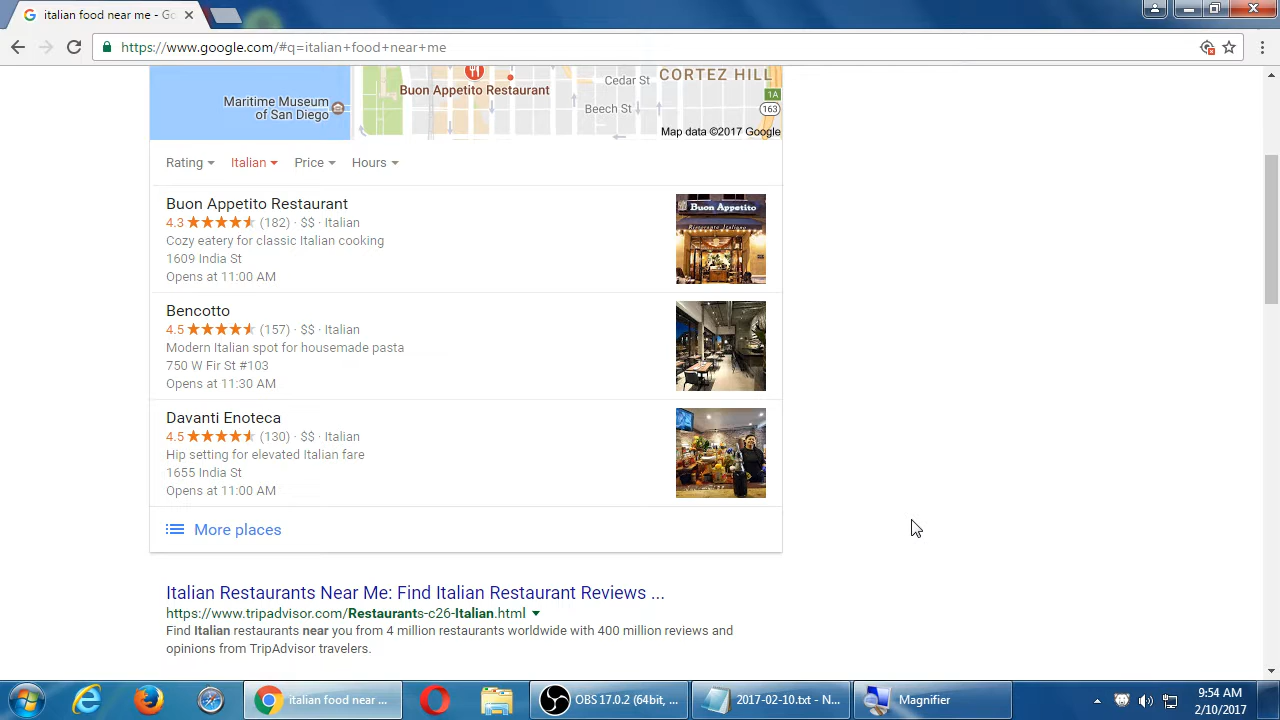 italian food near me - Go
https://www.google.com/#q=italian+food+near+me
Maritime Museum
of San Diego
Buon Appetito Restaurant
Cedar St
CORTEZ HILL
1A
163
Beech St
Map data ©2017 Google
Rating
Italian
Price
Hours
Buon Appetito Restaurant
4.3 (182) · $$ · Italian
Cozy eatery for classic Italian cooking
1609 India St
Opens at 11:00 AM
Buon Appetito
Ristorante Italiano
Bencotto
4.5 (157) · $$ · Italian
Modern Italian spot for housemade pasta
750 W Fir St #103
Opens at 11:30 AM
Davanti Enoteca
4.5 (130) · $$ · Italian
Hip setting for elevated Italian fare
1655 India St
Opens at 11:00 AM
More places
Italian Restaurants Near Me: Find Italian Restaurant Reviews ...
https://www.tripadvisor.com/Restaurants-c26-Italian.html
Find Italian restaurants near you from 4 million restaurants worldwide with 400 million reviews and
opinions from TripAdvisor travelers.
italian food near ...
OBS 17.0.2 (64bit, ...
2017-02-10.txt - N...
Magnifier
9:54 AM
2/10/2017